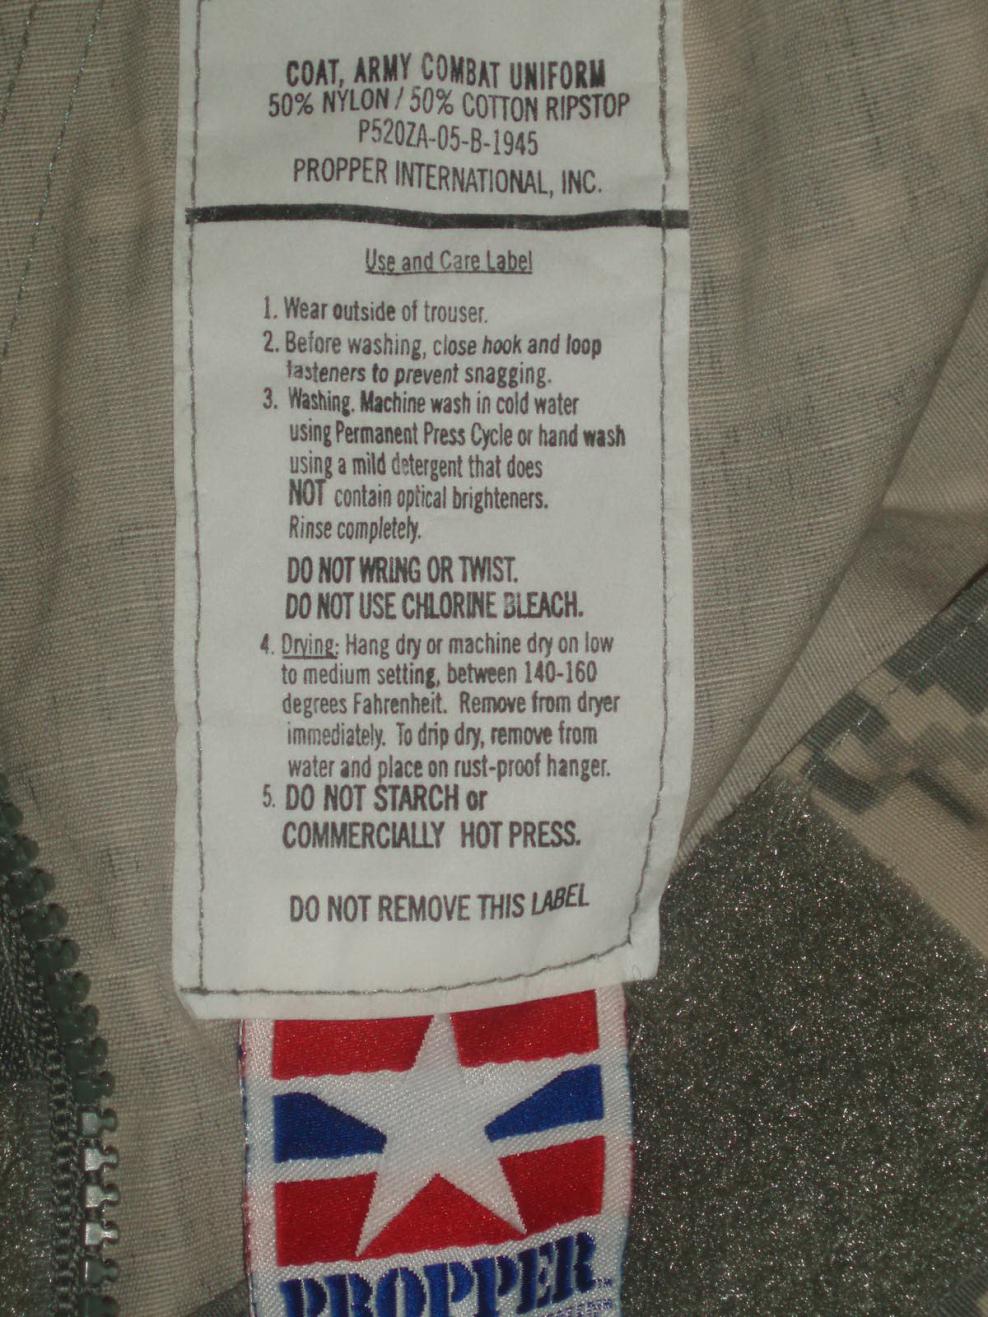 COAT, ARMY COMBAT UNIFORM
50% NYLON / 50% COTTON RIPSTOP
P520ZA-05-B-1945
PROPPER INTERNATIONAL, INC.
Use and Care Label
1. Wear outside of trouser.
2. Before washing, close hook and loop
fasteners to prevent snagging.
3. Washing. Machine wash in cold water
using Permanent Press Cycle or hand wash
using a mild detergent that does
NOT contain optical brighteners.
Rinse completely.
DO NOT WRING OR TWIST.
DO NOT USE CHLORINE BLEACH.
4. Drying: Hang dry or machine dry on low
to medium setting, between 140-160
degrees Fahrenheit. Remove from dryer
immediately. To drip dry, remove from
water and place on rust-proof hanger.
5. DO NOT STARCH or
COMMERCIALLY HOT PRESS.
DO NOT REMOVE THIS LABEL
PROPPER